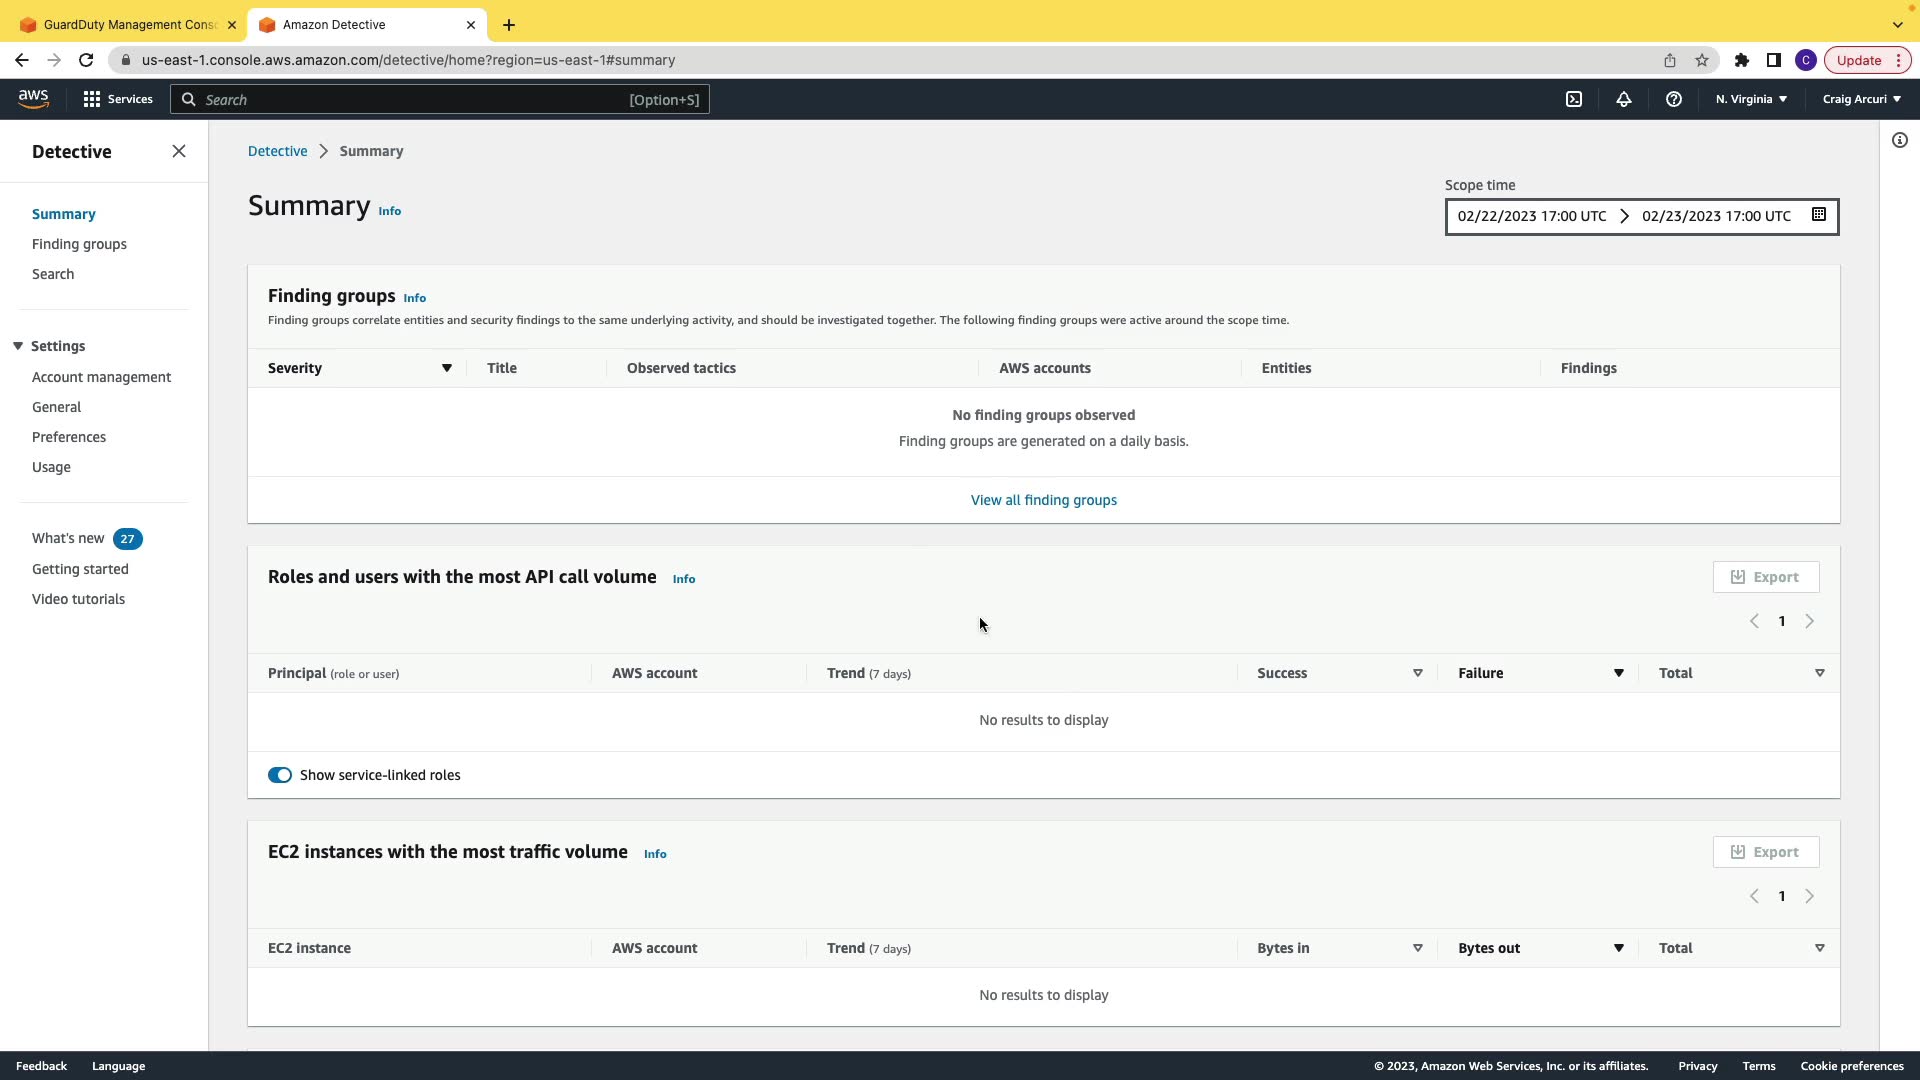 GuardDuty Management Conso
Amazon Detective
us-east-1.console.aws.amazon.com/detective/home?region=us-east-1#summary
C
Update
aws
Services
Search
[Option+S]
N. Virginia
Craig Arcuri
Detective
Summary
Finding groups
Search
Settings
Account management
General
Preferences
Usage
What's new 27
Getting started
Video tutorials
Detective > Summary
Summary Info
Scope time
02/22/2023 17:00 UTC > 02/23/2023 17:00 UTC
Finding groups Info
Finding groups correlate entities and security findings to the same underlying activity, and should be investigated together. The following finding groups were active around the scope time.
Severity Title Observed tactics AWS accounts Entities Findings
No finding groups observed
Finding groups are generated on a daily basis.
View all finding groups
Roles and users with the most API call volume Info
Export
1
Principal (role or user) AWS account Trend (7 days) Success Failure Total
No results to display
Show service-linked roles
EC2 instances with the most traffic volume Info
Export
1
EC2 instance AWS account Trend (7 days) Bytes in Bytes out Total
No results to display
Feedback Language © 2023, Amazon Web Services, Inc. or its affiliates. Privacy Terms Cookie preferences